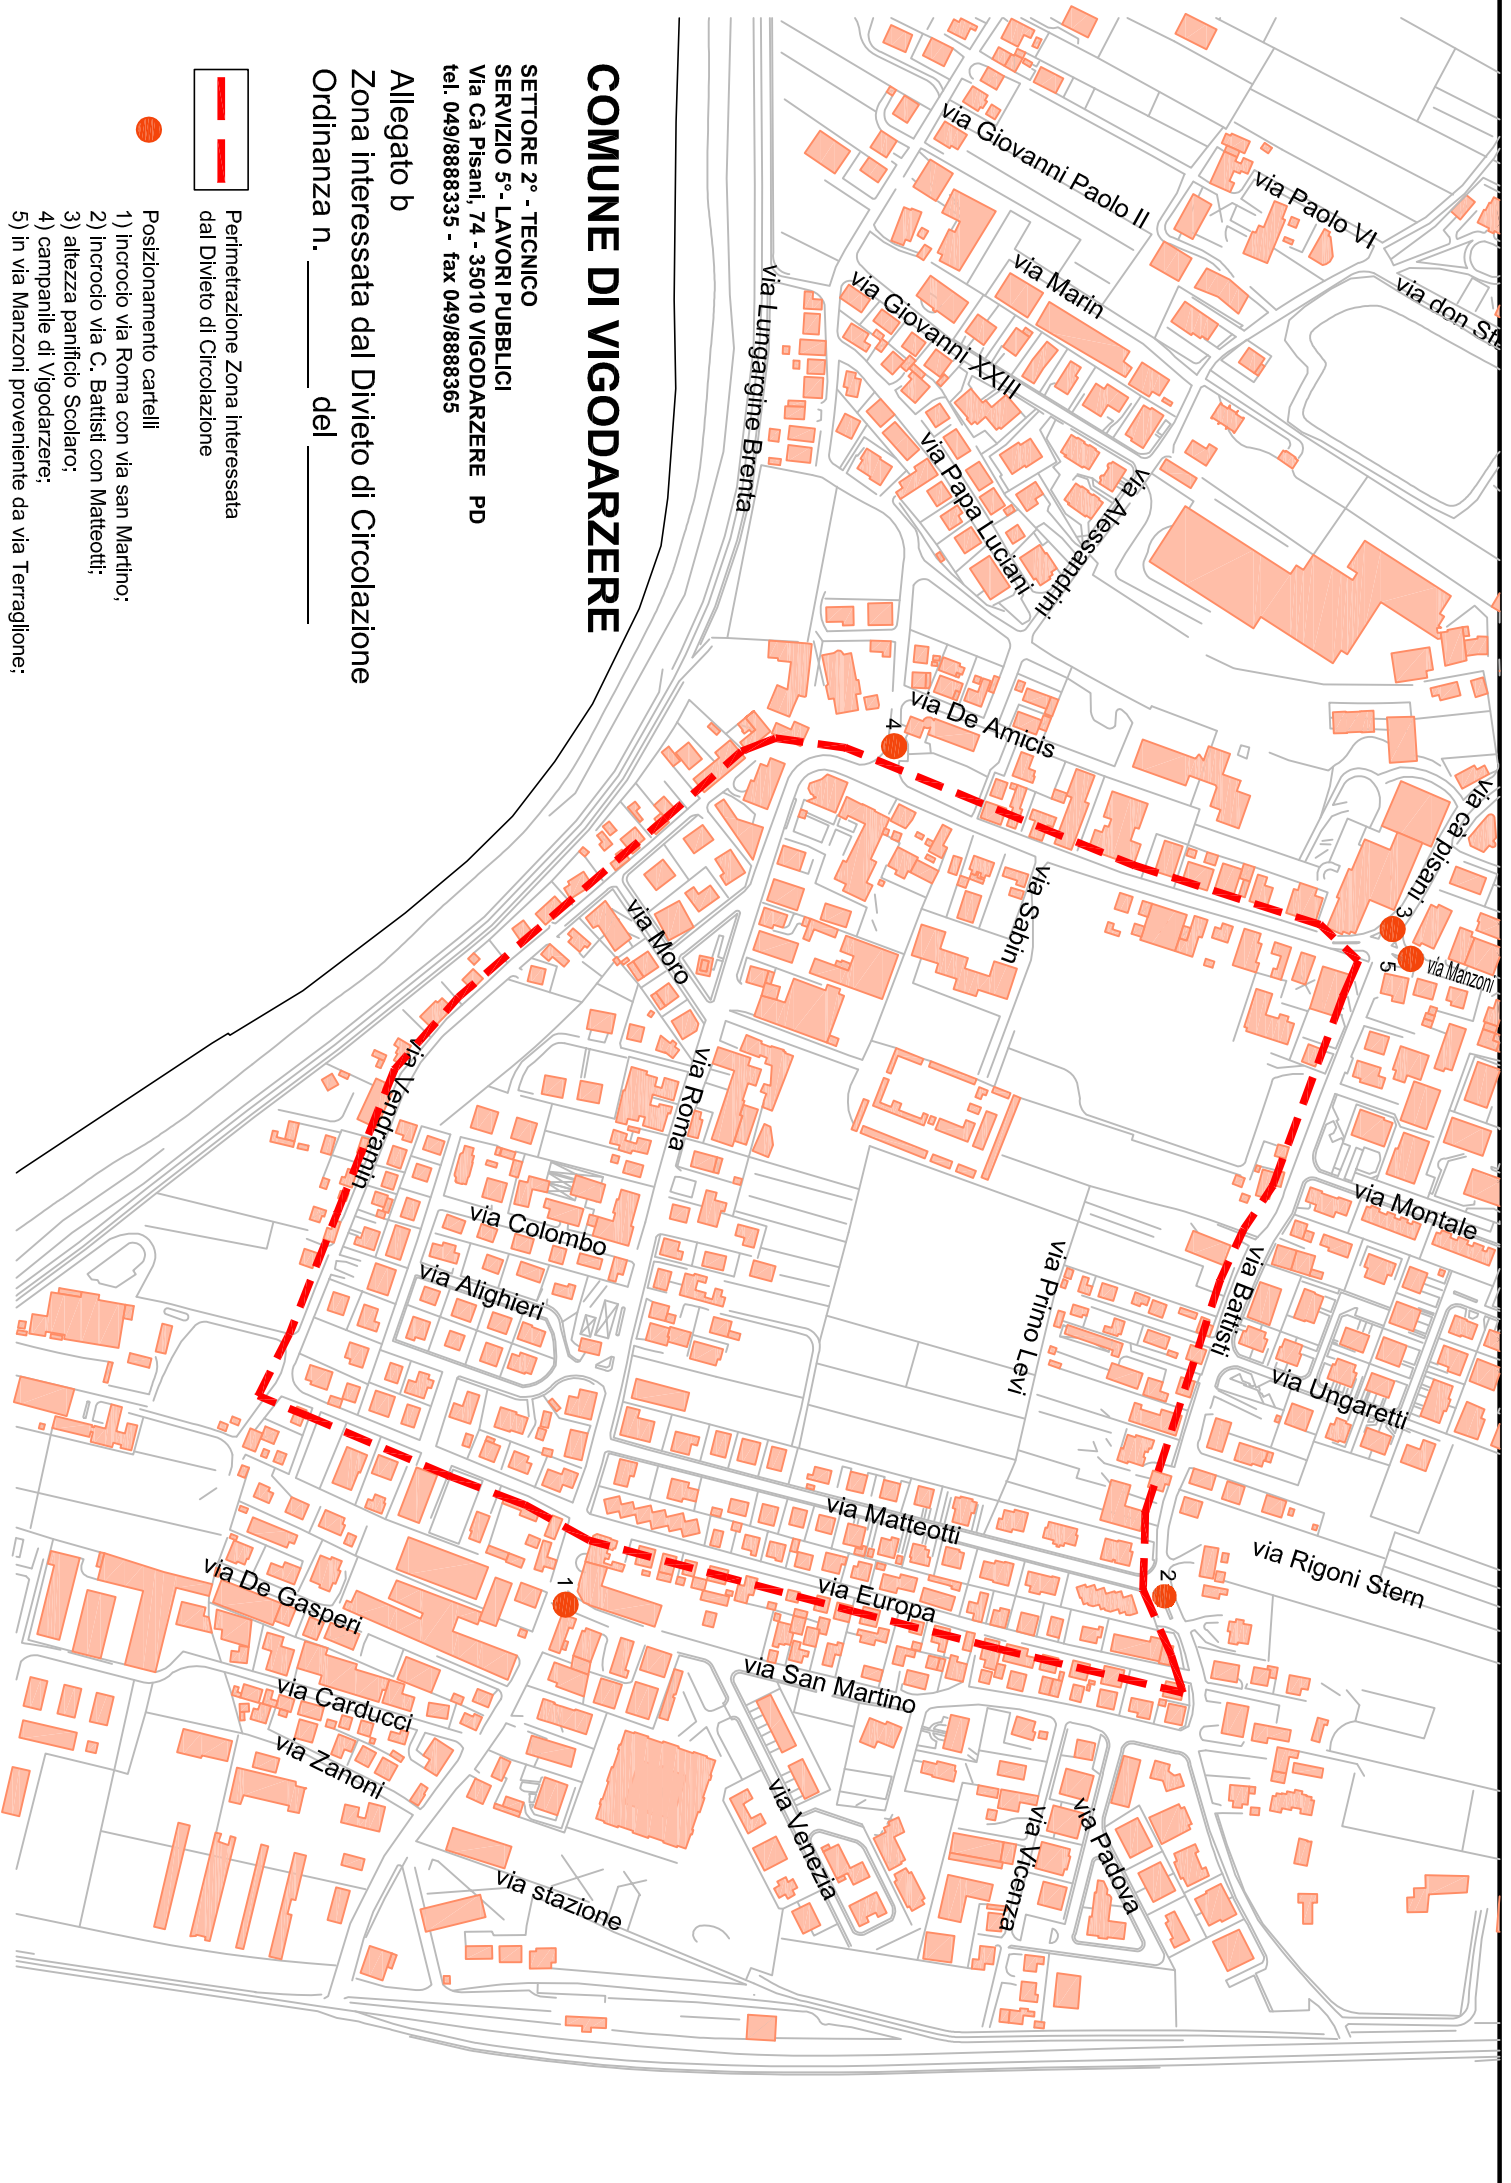 COMUNE DI VIGODARZERE
SETTORE 2° - TECNICO
SERVIZIO 5°- LAVORI PUBBLICI
Via Cà Pisani, 74 - 35010 VIGODARZERE PD
tel. 049/8888335 - fax 049/8888365
Allegato b
Zona interessata dal Divieto di Circolazione
Ordinanza n. ________ del ___________
Perimetrazione Zona interessata
dal Divieto di Circolazione
Posizionamento cartelli
1) incrocio via Roma con via san Martino;
2) incrocio via C. Battisti con Matteotti;
3) altezza panificio Scolaro;
4) campanile di Vigodarzere;
5) in via Manzoni proveniente da via Terraglione;
via don Sf
via Paolo VI
via Giovanni Paolo II
via Marin
via Giovanni XXIII
via Lungargine Brenta
via Papa Luciani
via Alessandrini
via De Amicis
4
via cà pisani
3
5
via Manzoni
via Sabin
via Moro
via Roma
via Vendramin
via Montale
via Colombo
via Alighieri
via Primo Levi
via Battisti
via Ungaretti
via Matteotti
via Rigoni Stern
2
1
via Europa
via De Gasperi
via San Martino
via Carducci
via Zanoni
via Venezia
via Vicenza
via Padova
via stazione